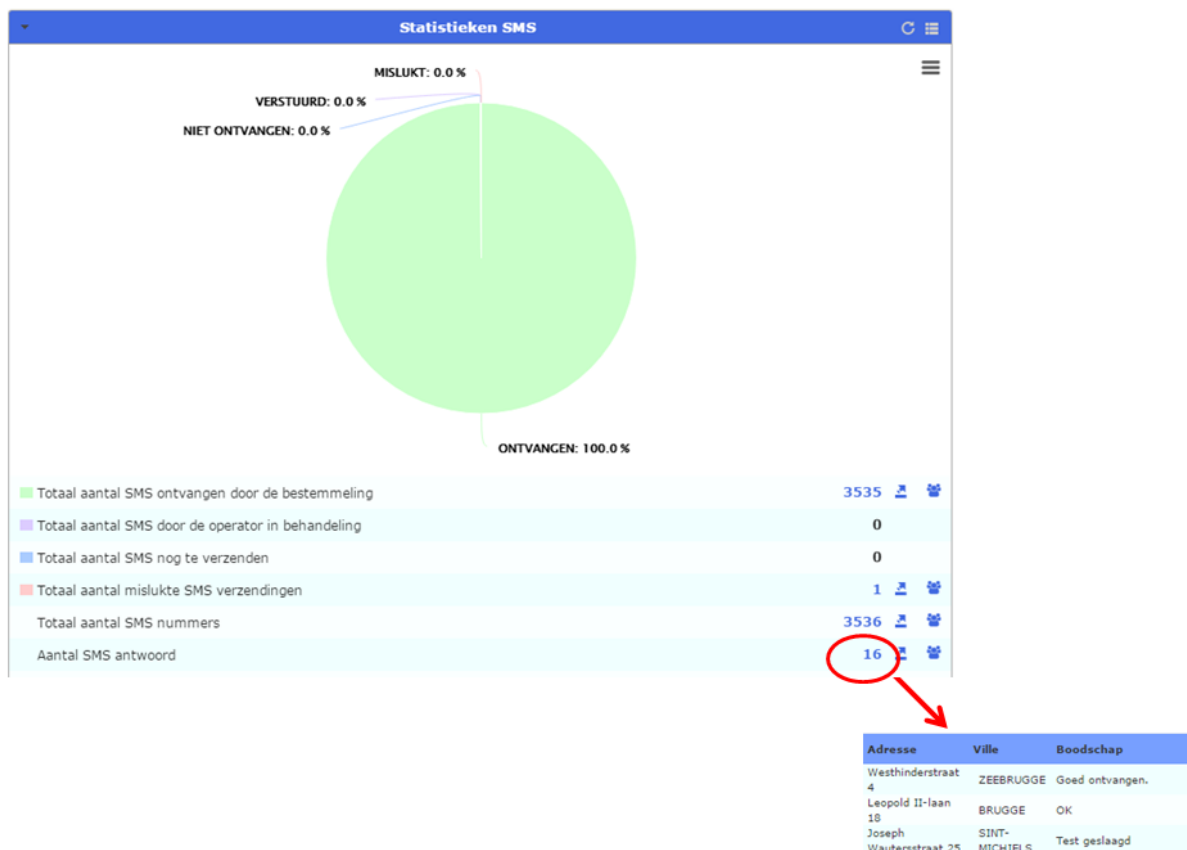 Statistieken SMS
MISLUKT: 0.0 %
VERSTUURD: 0.0 %
NIET ONTVANGEN: 0.0 %
ONTVANGEN: 100.0 %
Totaal aantal SMS ontvangen door de bestemmeling 3535
Totaal aantal SMS door de operator in behandeling 0
Totaal aantal SMS nog te verzenden 0
Totaal aantal mislukte SMS verzendingen 1
Totaal aantal SMS nummers 3536
Aantal SMS antwoord 16
Adresse Ville Boodschap
Westhinderstraat 4 ZEEBRUGGE Goed ontvangen.
Leopold II-laan 18 BRUGGE OK
Joseph Wautersstraat 25 SINT-MICHIELS Test geslaagd